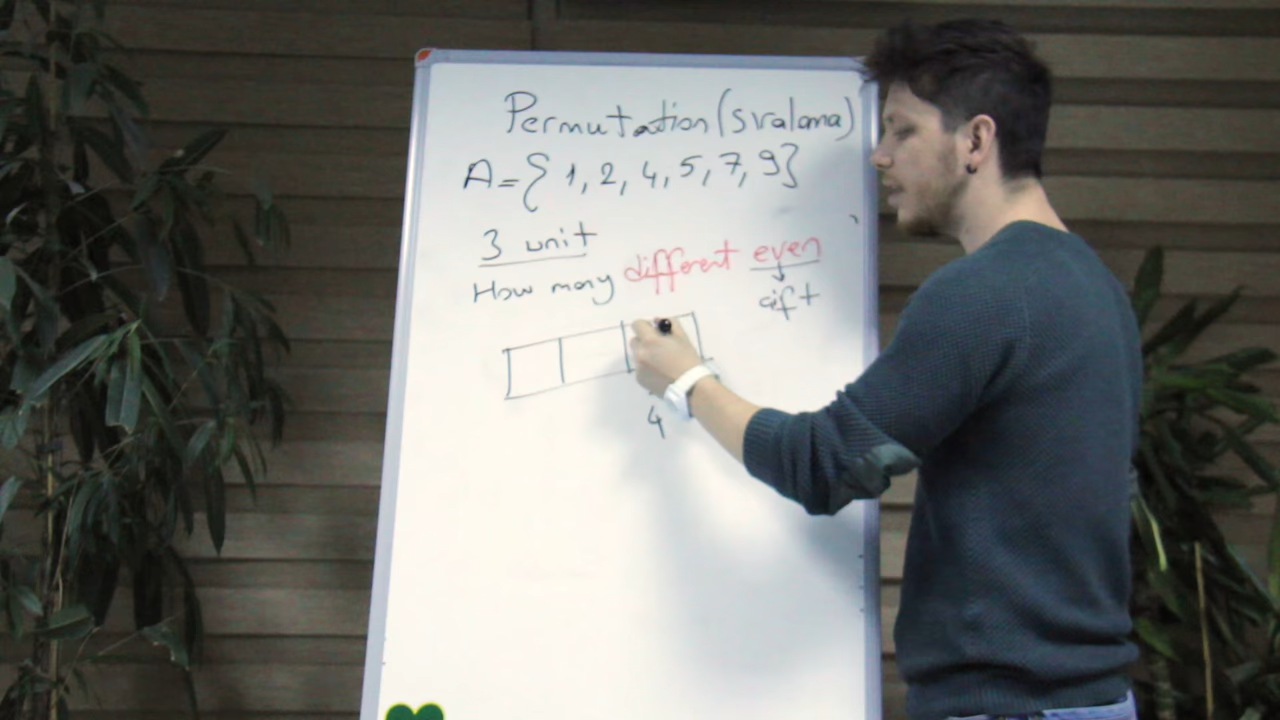 Permutation (sıralama)
A = { 1, 2, 4, 5, 7, 9}
3 unit
How many different even
çift
4